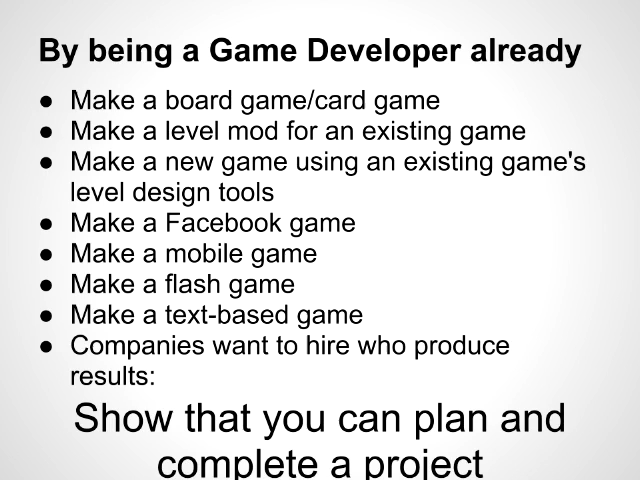 By being a Game Developer already
● Make a board game/card game
● Make a level mod for an existing game
● Make a new game using an existing game's
level design tools
● Make a Facebook game
● Make a mobile game
● Make a flash game
● Make a text-based game
● Companies want to hire who produce
results:
Show that you can plan and
complete a project